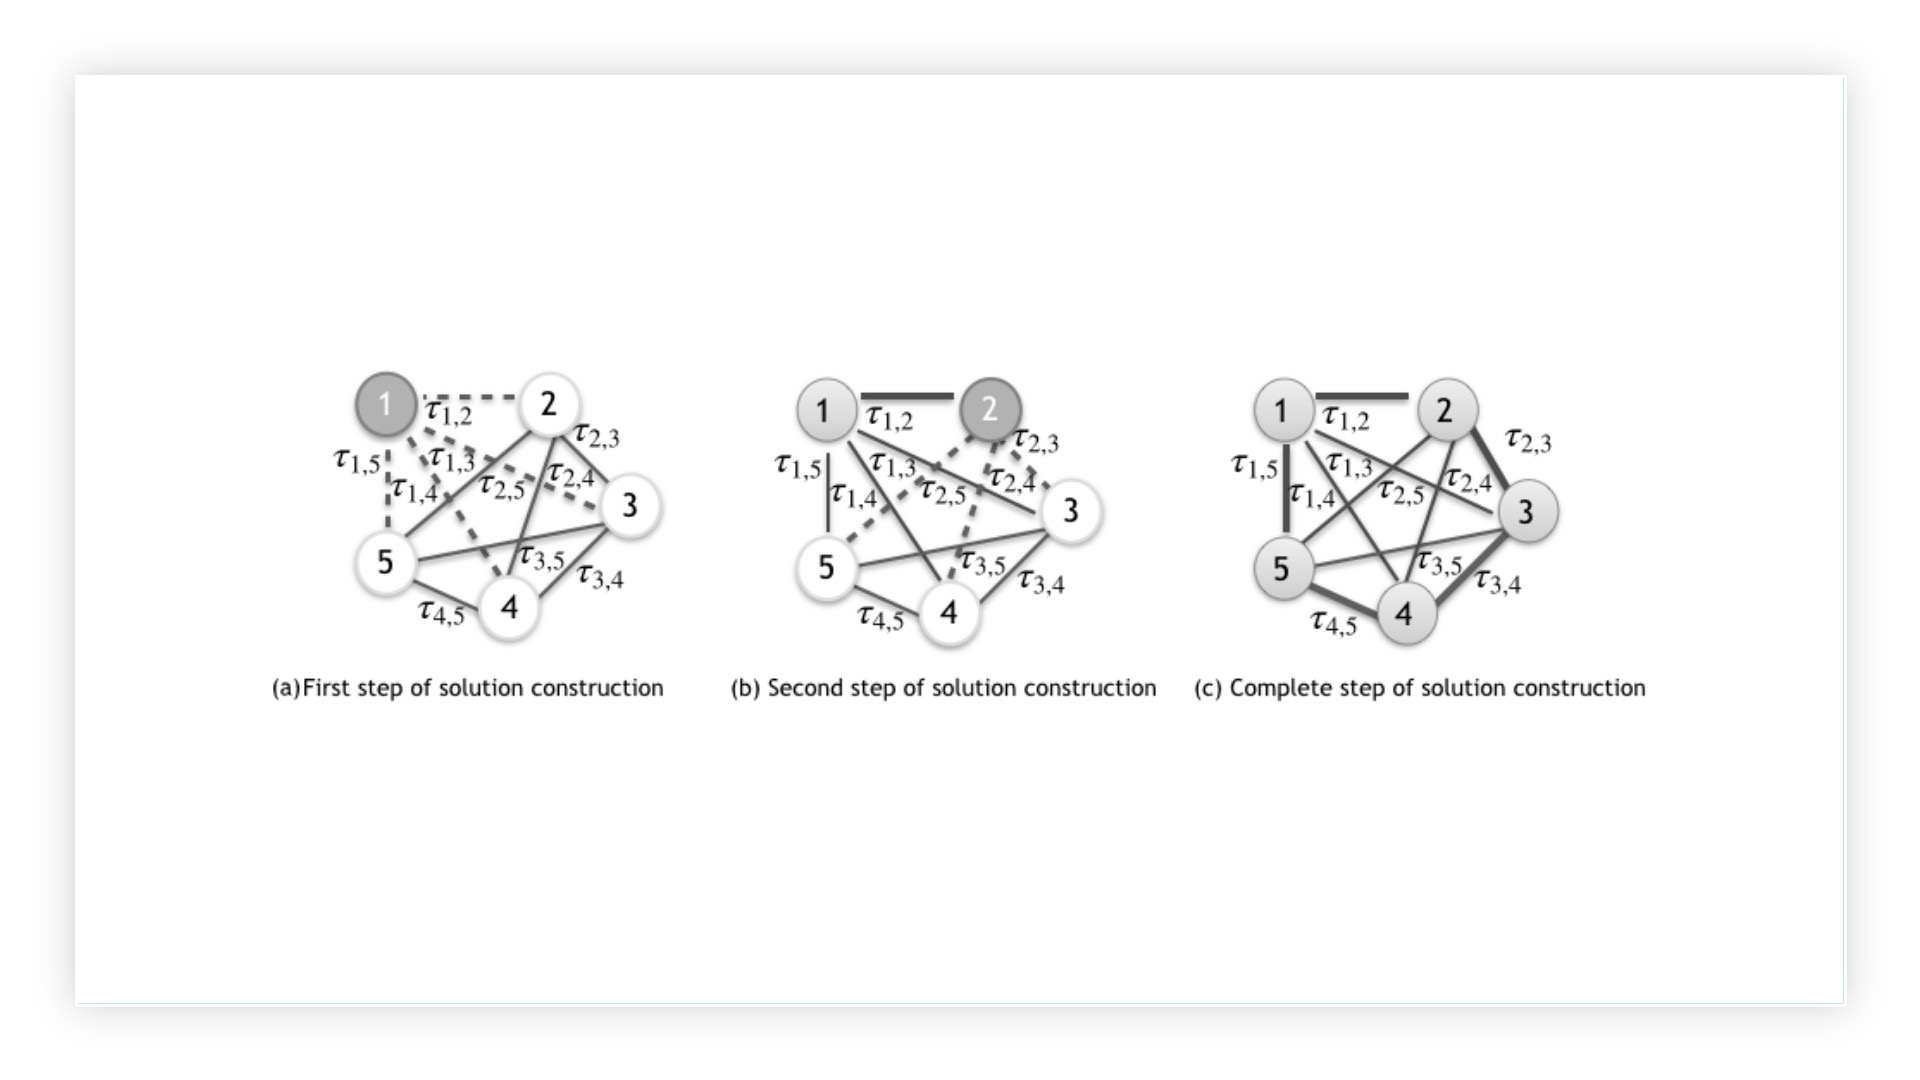 1
τ1,2
2
τ2,3
τ1,5
τ1,3
τ2,4
τ1,4
τ2,5
3
5
τ3,5
τ3,4
τ4,5
4
(a)First step of solution construction
1
τ1,2
2
τ2,3
τ1,5
τ1,3
τ2,4
τ1,4
τ2,5
3
5
τ3,5
τ3,4
τ4,5
4
(b) Second step of solution construction
1
τ1,2
2
τ2,3
τ1,5
τ1,3
τ2,4
τ1,4
τ2,5
3
5
τ3,5
τ3,4
τ4,5
4
(c) Complete step of solution construction